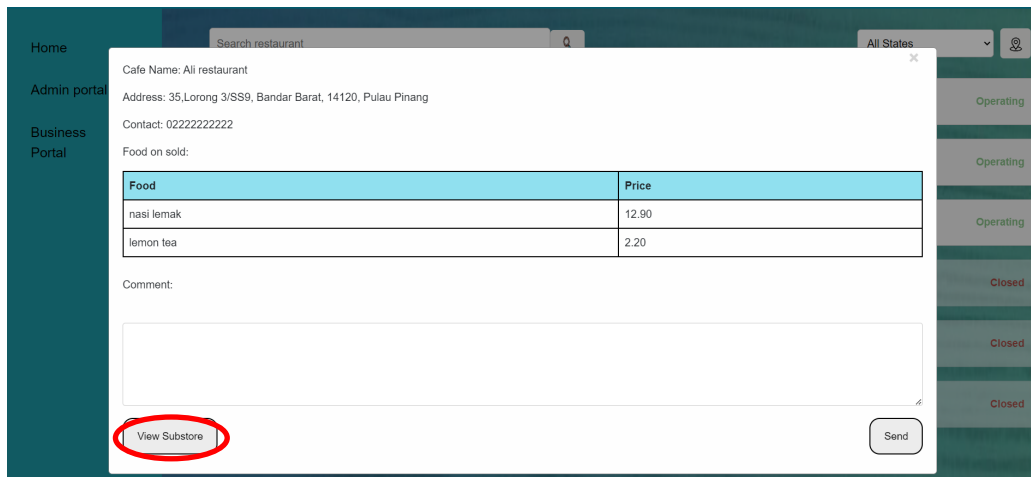 Home
Admin portal
Business
Portal
Search restaurant
All States
×
Cafe Name: Ali restaurant
Address: 35,Lorong 3/SS9, Bandar Barat, 14120, Pulau Pinang
Contact: 02222222222
Food on sold:
Food Price
nasi lemak 12.90
lemon tea 2.20
Comment:
View Substore
Send
Operating
Operating
Operating
Closed
Closed
Closed